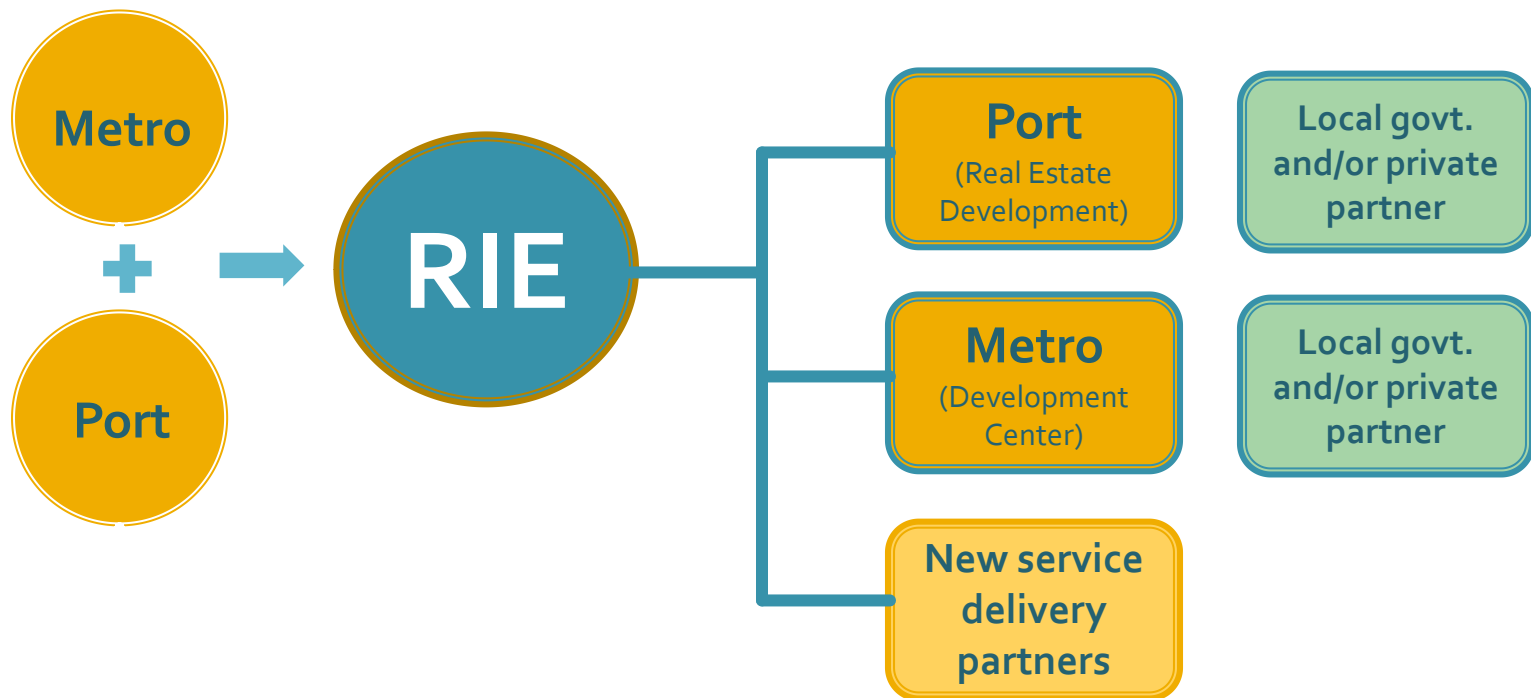 Metro
Port
RIE
Port
(Real Estate
Development)
Local govt.
and/or private
partner
Metro
(Development
Center)
Local govt.
and/or private
partner
New service
delivery
partners